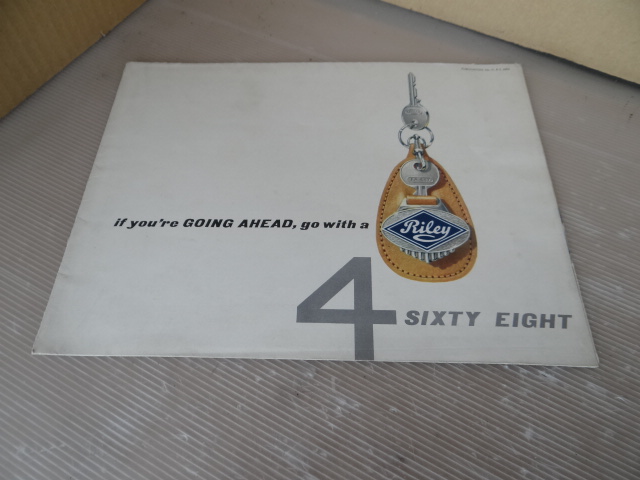 if you're GOING AHEAD, go with a
Riley
4 SIXTY EIGHT